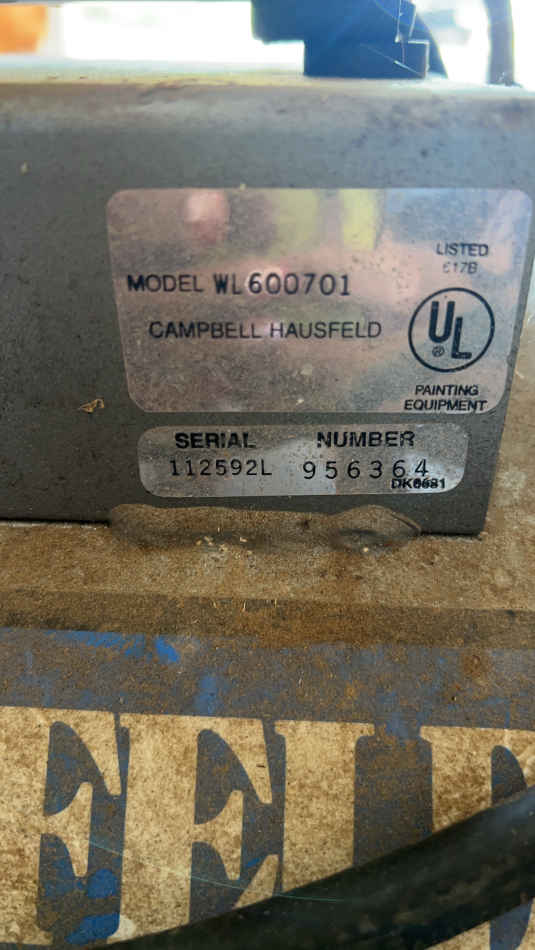 LISTED
617B
MODEL WL600701
CAMPBELL HAUSFELD
UL
®
PAINTING
EQUIPMENT
SERIAL NUMBER
112592L 956364